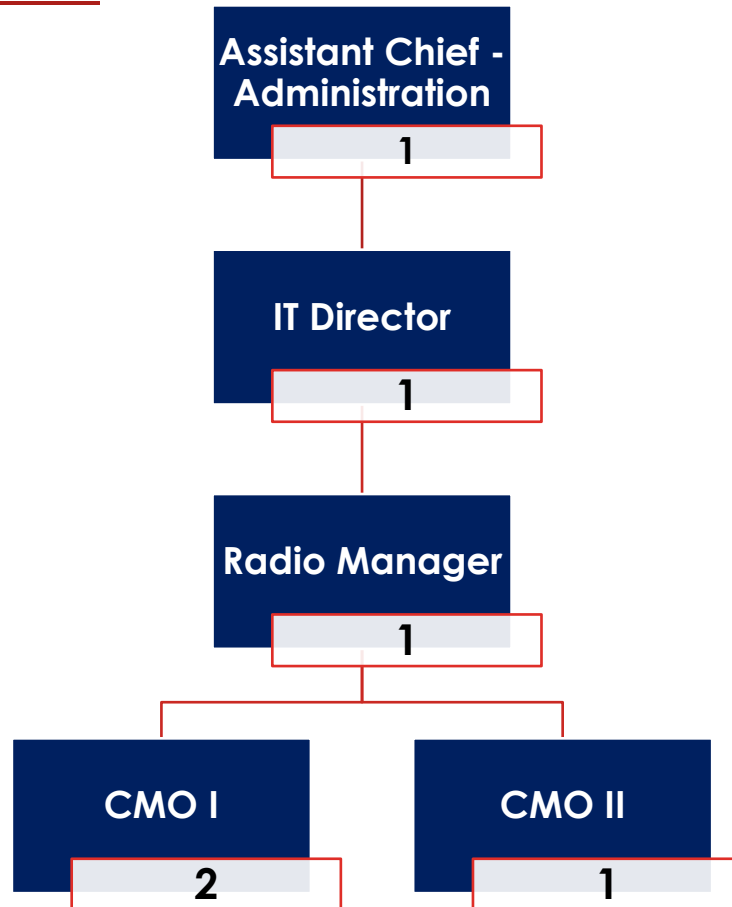 Assistant Chief -
Administration
1
IT Director
1
Radio Manager
1
CMO I
2
CMO II
1